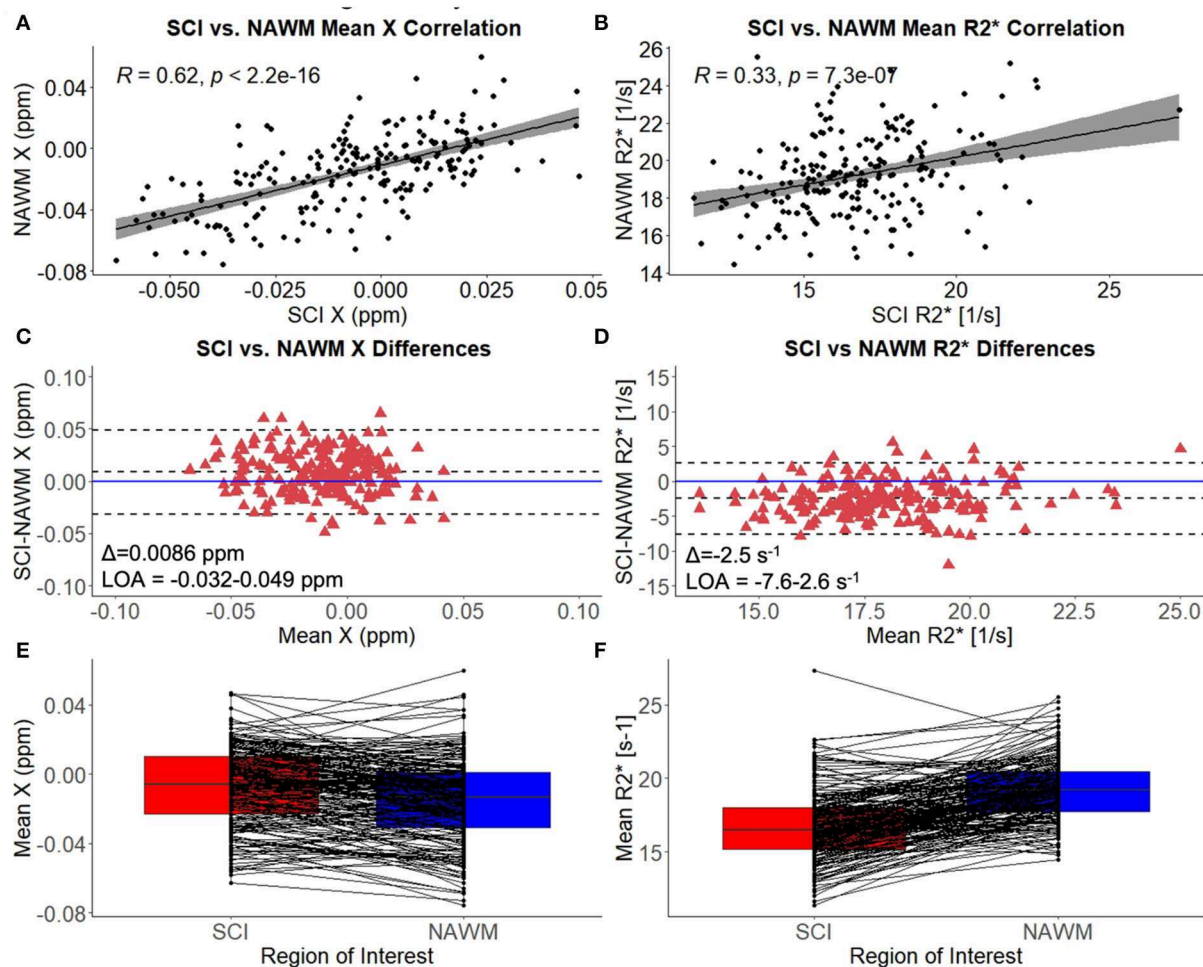 A
SCI vs. NAWM Mean X Correlation
R = 0.62, p < 2.2e-16
NAWM X (ppm)
0.04
0.00
-0.04
-0.08
-0.050
-0.025
0.000
0.025
0.05
SCI X (ppm)
B
SCI vs. NAWM Mean R2* Correlation
R = 0.33, p = 7.3e-07
NAWM R2* [1/s]
26
24
22
20
18
16
14
15
20
25
SCI R2* [1/s]
C
SCI vs. NAWM X Differences
SCI-NAWM X (ppm)
0.10
0.05
0.00
-0.05
-0.10
Δ=0.0086 ppm
LOA = -0.032-0.049 ppm
-0.10
-0.05
0.00
0.05
0.10
Mean X (ppm)
D
SCI vs NAWM R2* Differences
SCI-NAWM R2* [1/s]
15
10
5
0
-5
-10
-15
Δ=-2.5 s-1
LOA = -7.6-2.6 s-1
15.0
17.5
20.0
22.5
25.0
Mean R2* [1/s]
E
Mean X (ppm)
0.04
0.00
-0.04
-0.08
SCI
NAWM
Region of Interest
F
Mean R2* [s-1]
25
20
15
SCI
NAWM
Region of Interest